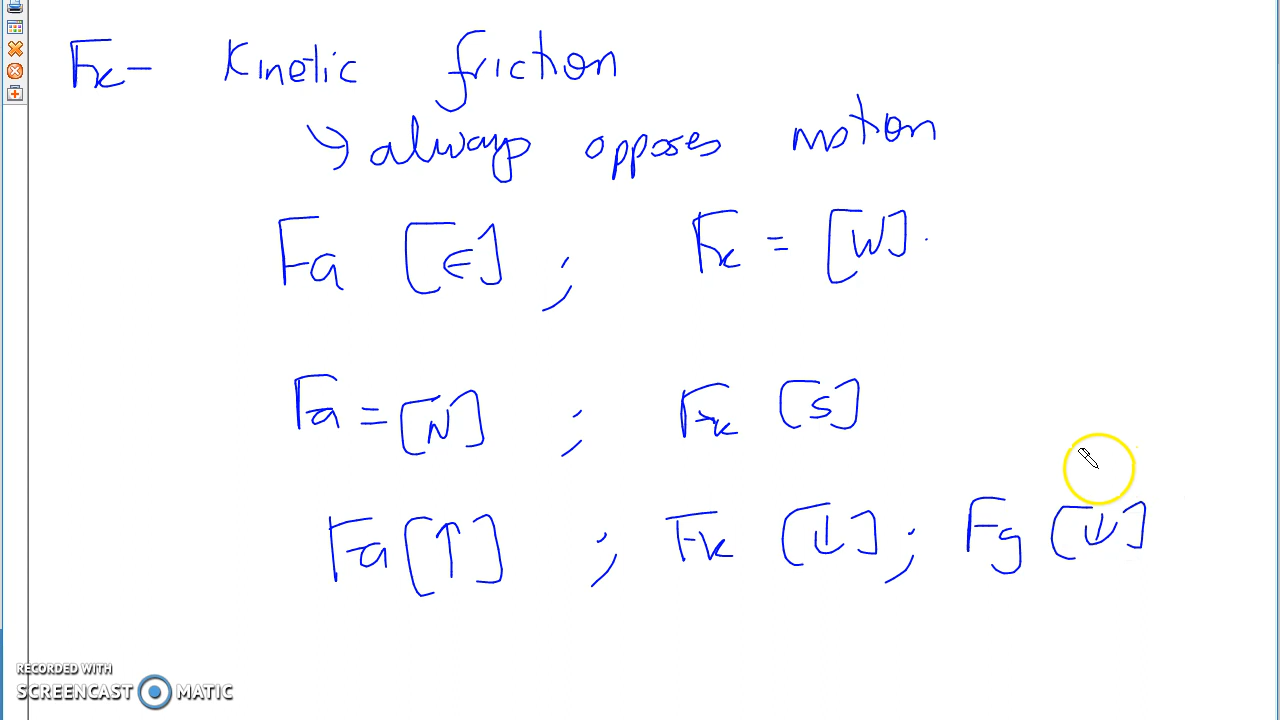 Fk - Kinetic friction
↳ always opposes motion
Fa [E] ; Fk = [W].
Fa = [N] ; Fk [S]
Fa [↑] ; Fk [↓] ; Fg [↓]
RECORDED WITH
SCREENCAST MATIC